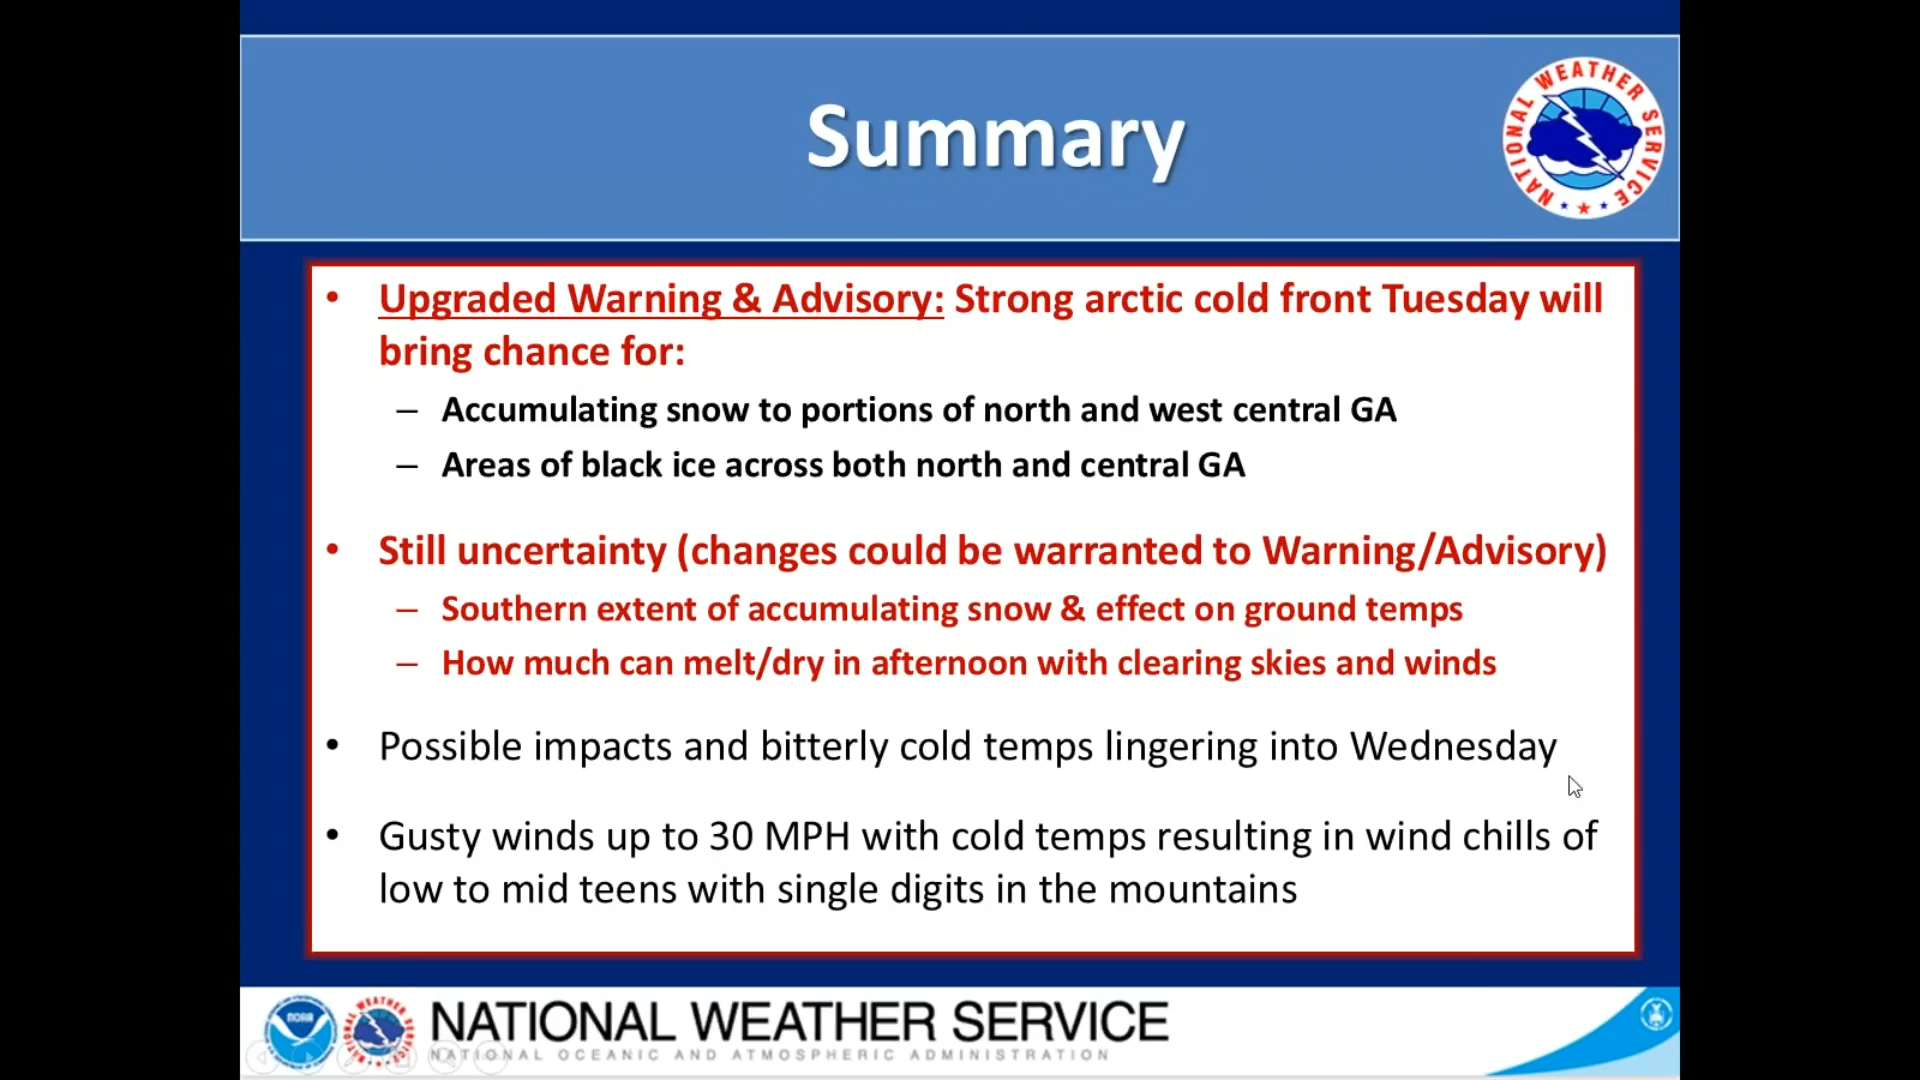 Summary
NATIONAL WEATHER SERVICE
• Upgraded Warning & Advisory: Strong arctic cold front Tuesday will
bring chance for:
– Accumulating snow to portions of north and west central GA
– Areas of black ice across both north and central GA
• Still uncertainty (changes could be warranted to Warning/Advisory)
– Southern extent of accumulating snow & effect on ground temps
– How much can melt/dry in afternoon with clearing skies and winds
• Possible impacts and bitterly cold temps lingering into Wednesday
• Gusty winds up to 30 MPH with cold temps resulting in wind chills of
low to mid teens with single digits in the mountains
NOAA
NATIONAL WEATHER SERVICE
NATIONAL OCEANIC AND ATMOSPHERIC ADMINISTRATION